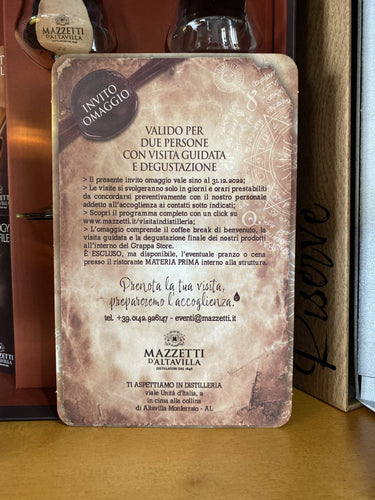 MAZZETTI
D'ALTAVILLA
INVITO
OMAGGIO
VALIDO PER
DUE PERSONE
CON VISITA GUIDATA
E DEGUSTAZIONE
> Il presente invito omaggio vale sino al 31.12.2022;
> Le visite si svolgeranno solo in giorni e orari prestabiliti
da concordarsi preventivamente con il nostro personale
addetto all'accoglienza ai contatti sotto indicati;
> Scopri il programma completo con un click su
www.mazzetti.it/visitaindistilleria;
> L'omaggio comprende il coffee break di benvenuto, la
visita guidata e la degustazione finale dei nostri prodotti
all'interno del Grappa Store.
È ESCLUSO, ma disponibile, l'eventuale pranzo o cena
presso il ristorante MATERIA PRIMA interno alla struttura.
Prenota la tua visita,
prepareremo l'accoglienza.
tel. +39.0142.926147 - eventi@mazzetti.it
MAZZETTI
D'ALTAVILLA
DISTILLATORI DAL 1846
TI ASPETTIAMO IN DISTILLERIA
viale Unità d'Italia, 2
in cima alla collina
di Altavilla Monferrato - AL
Riserve